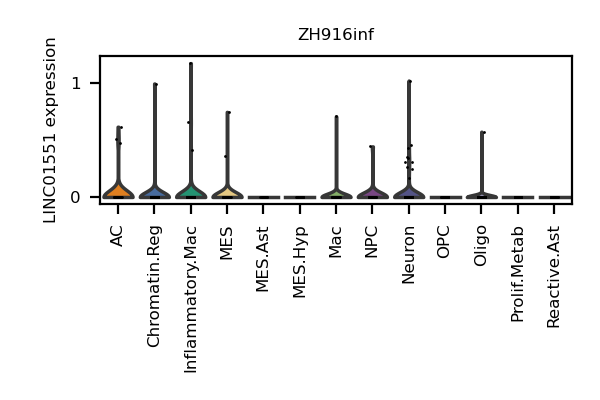 ZH916inf
LINC01551 expression
1
0
AC
Chromatin.Reg
Inflammatory.Mac
MES
MES.Ast
MES.Hyp
Mac
NPC
Neuron
OPC
Oligo
Prolif.Metab
Reactive.Ast